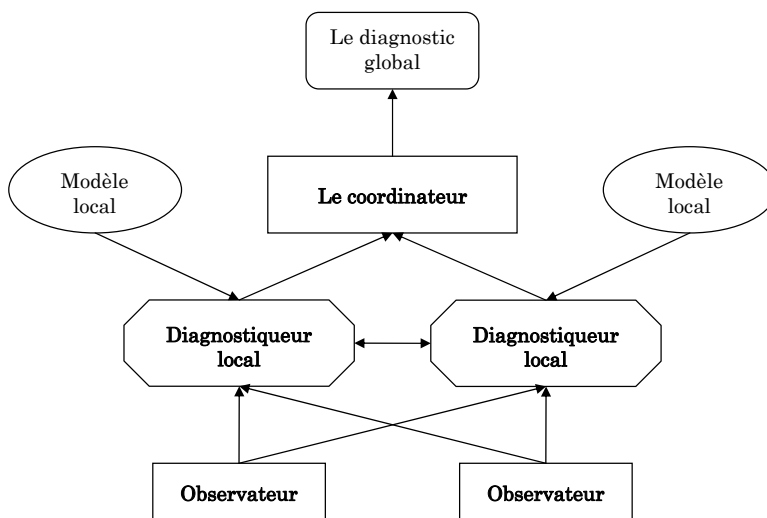 Le diagnostic
global
Modèle
local
Le coordinateur
Modèle
local
Diagnostiqueur
local
Diagnostiqueur
local
Observateur
Observateur